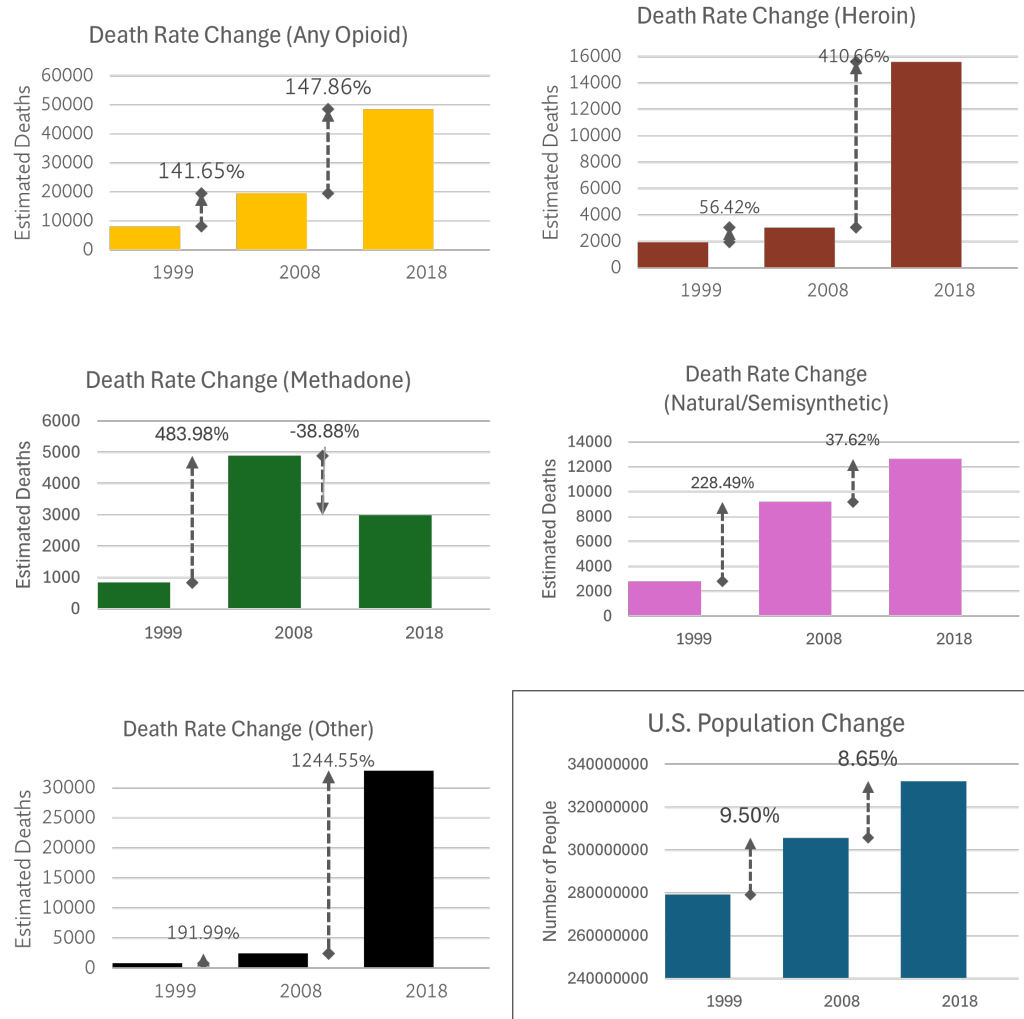 Death Rate Change (Any Opioid)
Estimated Deaths
60000
50000
40000
30000
20000
10000
0
141.65%
147.86%
1999 2008 2018
Death Rate Change (Heroin)
Estimated Deaths
16000
14000
12000
10000
8000
6000
4000
2000
0
56.42%
410.66%
1999 2008 2018
Death Rate Change (Methadone)
Estimated Deaths
6000
5000
4000
3000
2000
1000
0
483.98%
-38.88%
1999 2008 2018
Death Rate Change
(Natural/Semisynthetic)
Estimated Deaths
14000
12000
10000
8000
6000
4000
2000
0
228.49%
37.62%
1999 2008 2018
Death Rate Change (Other)
Estimated Deaths
30000
25000
20000
15000
10000
5000
0
191.99%
1244.55%
1999 2008 2018
U.S. Population Change
Number of People
340000000
320000000
300000000
280000000
260000000
240000000
9.50%
8.65%
1999 2008 2018